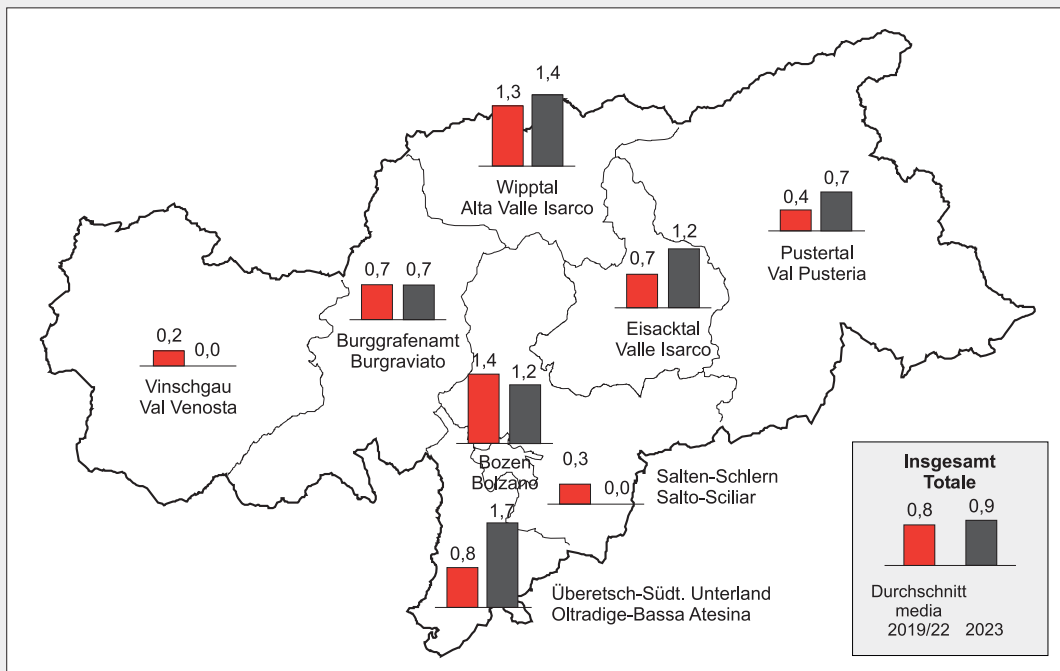 1,3 1,4
Wipptal
Alta Valle Isarco
0,4 0,7
Pustertal
Val Pusteria
0,7 1,2
Eisacktal
Valle Isarco
0,7 0,7
Burggrafenamt
Burgraviato
0,2 0,0
Vinschgau
Val Venosta
1,4 1,2
Bozen
Bolzano
0,3 0,0
Salten-Schlern
Salto-Sciliar
0,8 1,7
Überetsch-Südt. Unterland
Oltradige-Bassa Atesina
Insgesamt
Totale
0,8 0,9
Durchschnitt
media
2019/22 2023